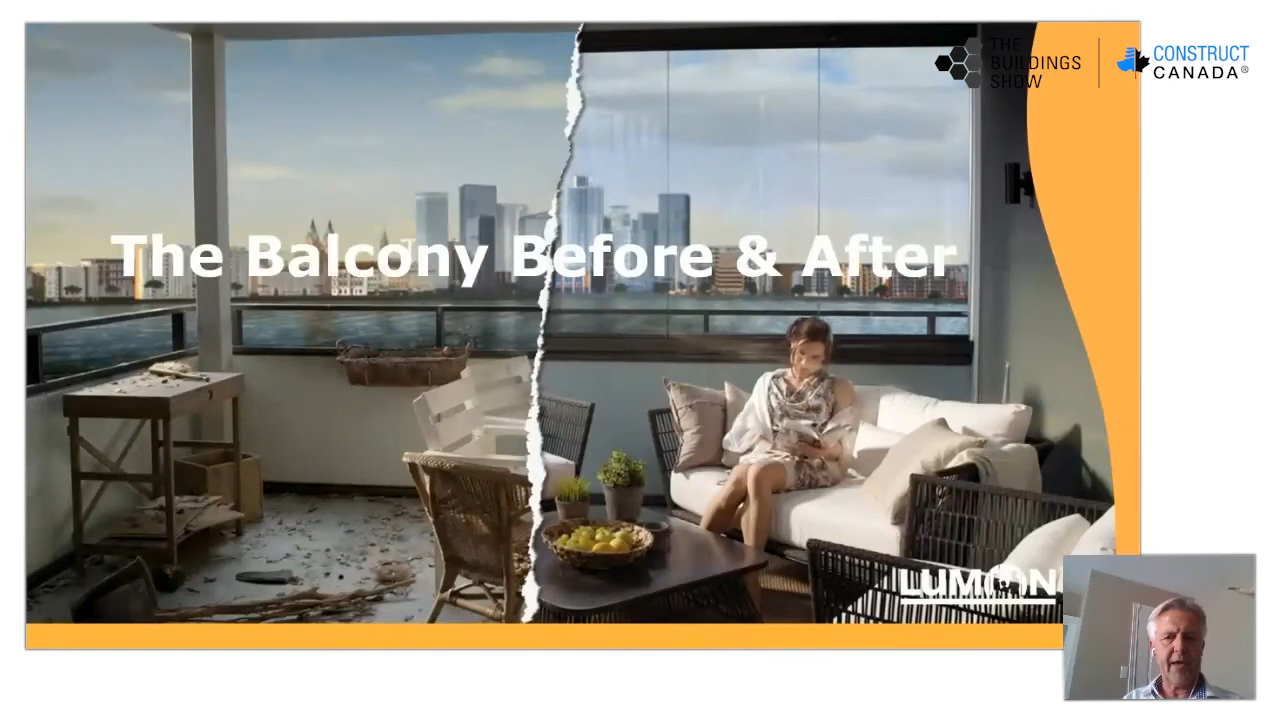 THE
BUILDINGS
SHOW
CONSTRUCT
CANADA®
The Balcony Before & After
LUMON